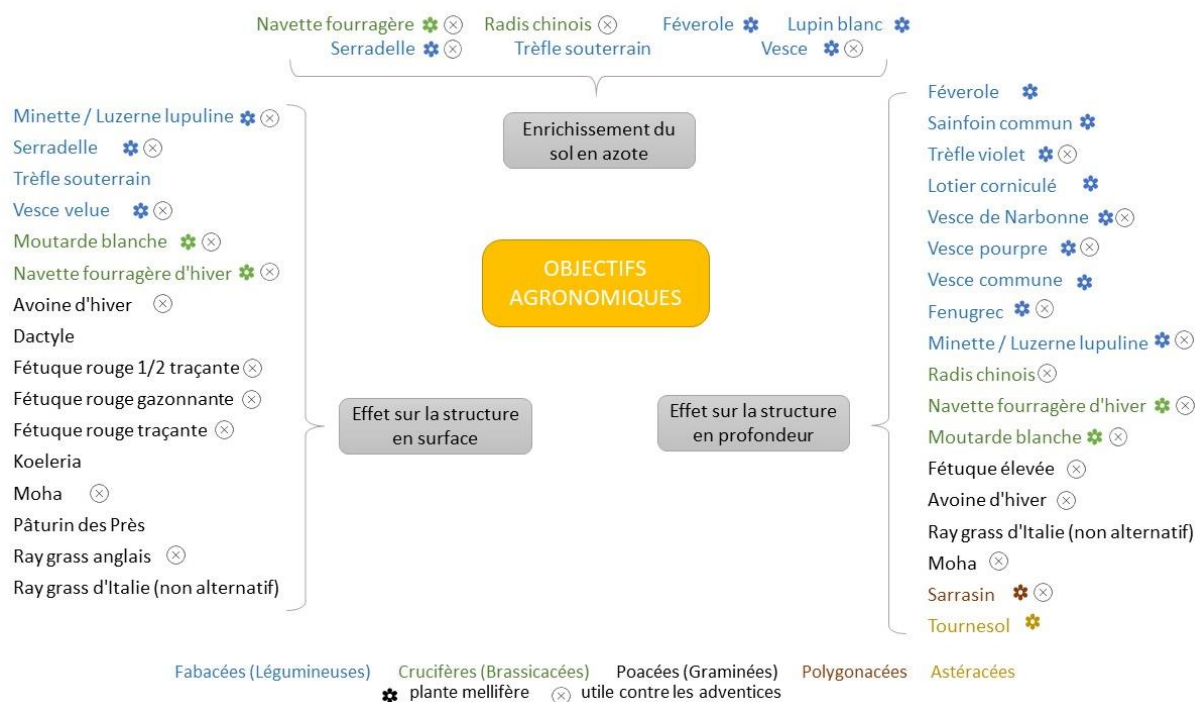 Navette fourragère Radis chinois Féverole Lupin blanc
Serradelle Trèfle souterrain Vesce
Enrichissement du
sol en azote
OBJECTIFS
AGRONOMIQUES
Minette / Luzerne lupuline
Serradelle
Trèfle souterrain
Vesce velue
Moutarde blanche
Navette fourragère d'hiver
Avoine d'hiver
Dactyle
Fétuque rouge 1/2 traçante
Fétuque rouge gazonnante
Fétuque rouge traçante
Koeleria
Moha
Pâturin des Près
Ray grass anglais
Ray grass d'Italie (non alternatif)
Effet sur la structure
en surface
Effet sur la structure
en profondeur
Féverole
Sainfoin commun
Trèfle violet
Lotier corniculé
Vesce de Narbonne
Vesce pourpre
Vesce commune
Fenugrec
Minette / Luzerne lupuline
Radis chinois
Navette fourragère d'hiver
Moutarde blanche
Fétuque élevée
Avoine d'hiver
Ray grass d'Italie (non alternatif)
Moha
Sarrasin
Tournesol
Fabacées (Légumineuses) Crucifères (Brassicacées) Poacées (Graminées) Polygonacées Astéracées
plante mellifère utile contre les adventices